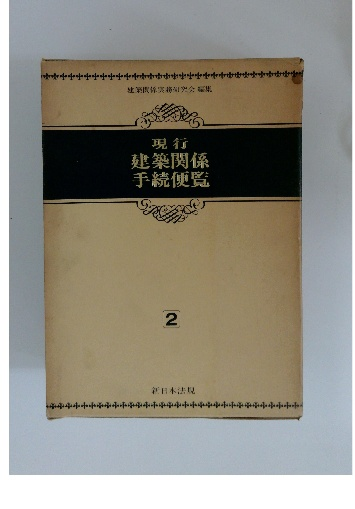 建築関係実務研究会 編集
現行
建築関係
手続便覧
2
新日本法規